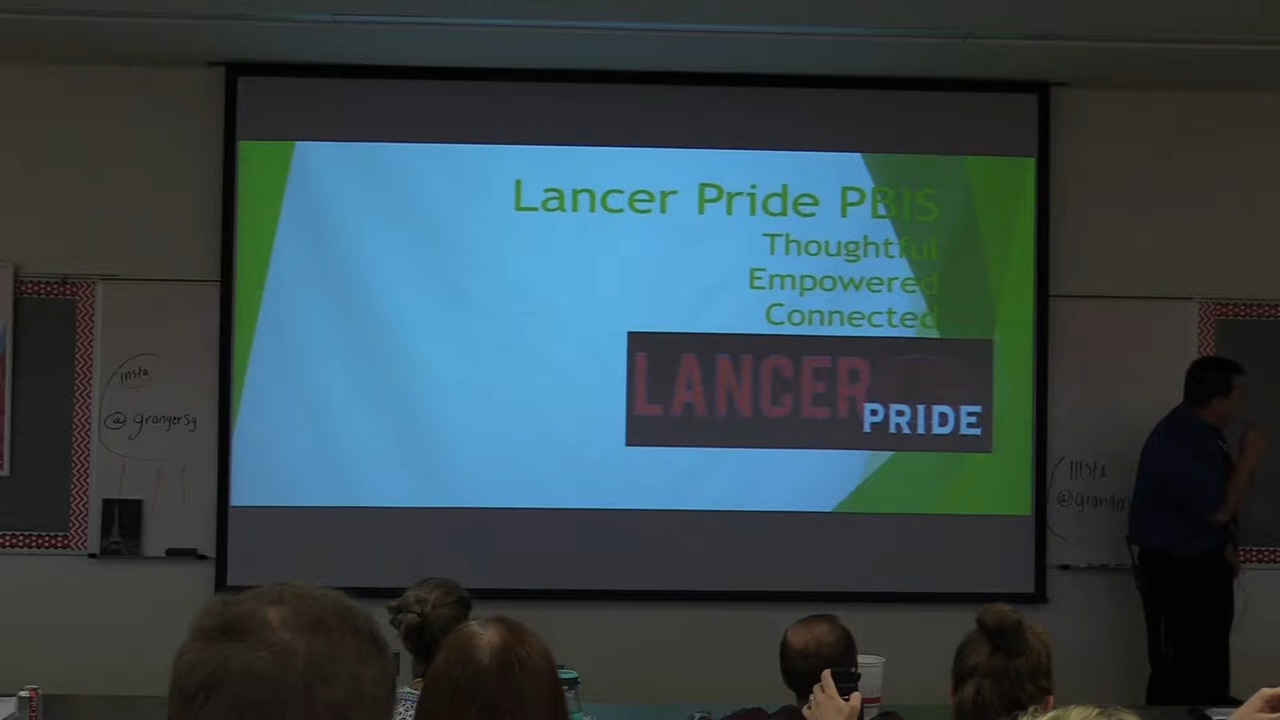 Lancer Pride PBIS
Thoughtful
Empowered
Connected
LANCER
PRIDE
Insta
@grangersg
Insta